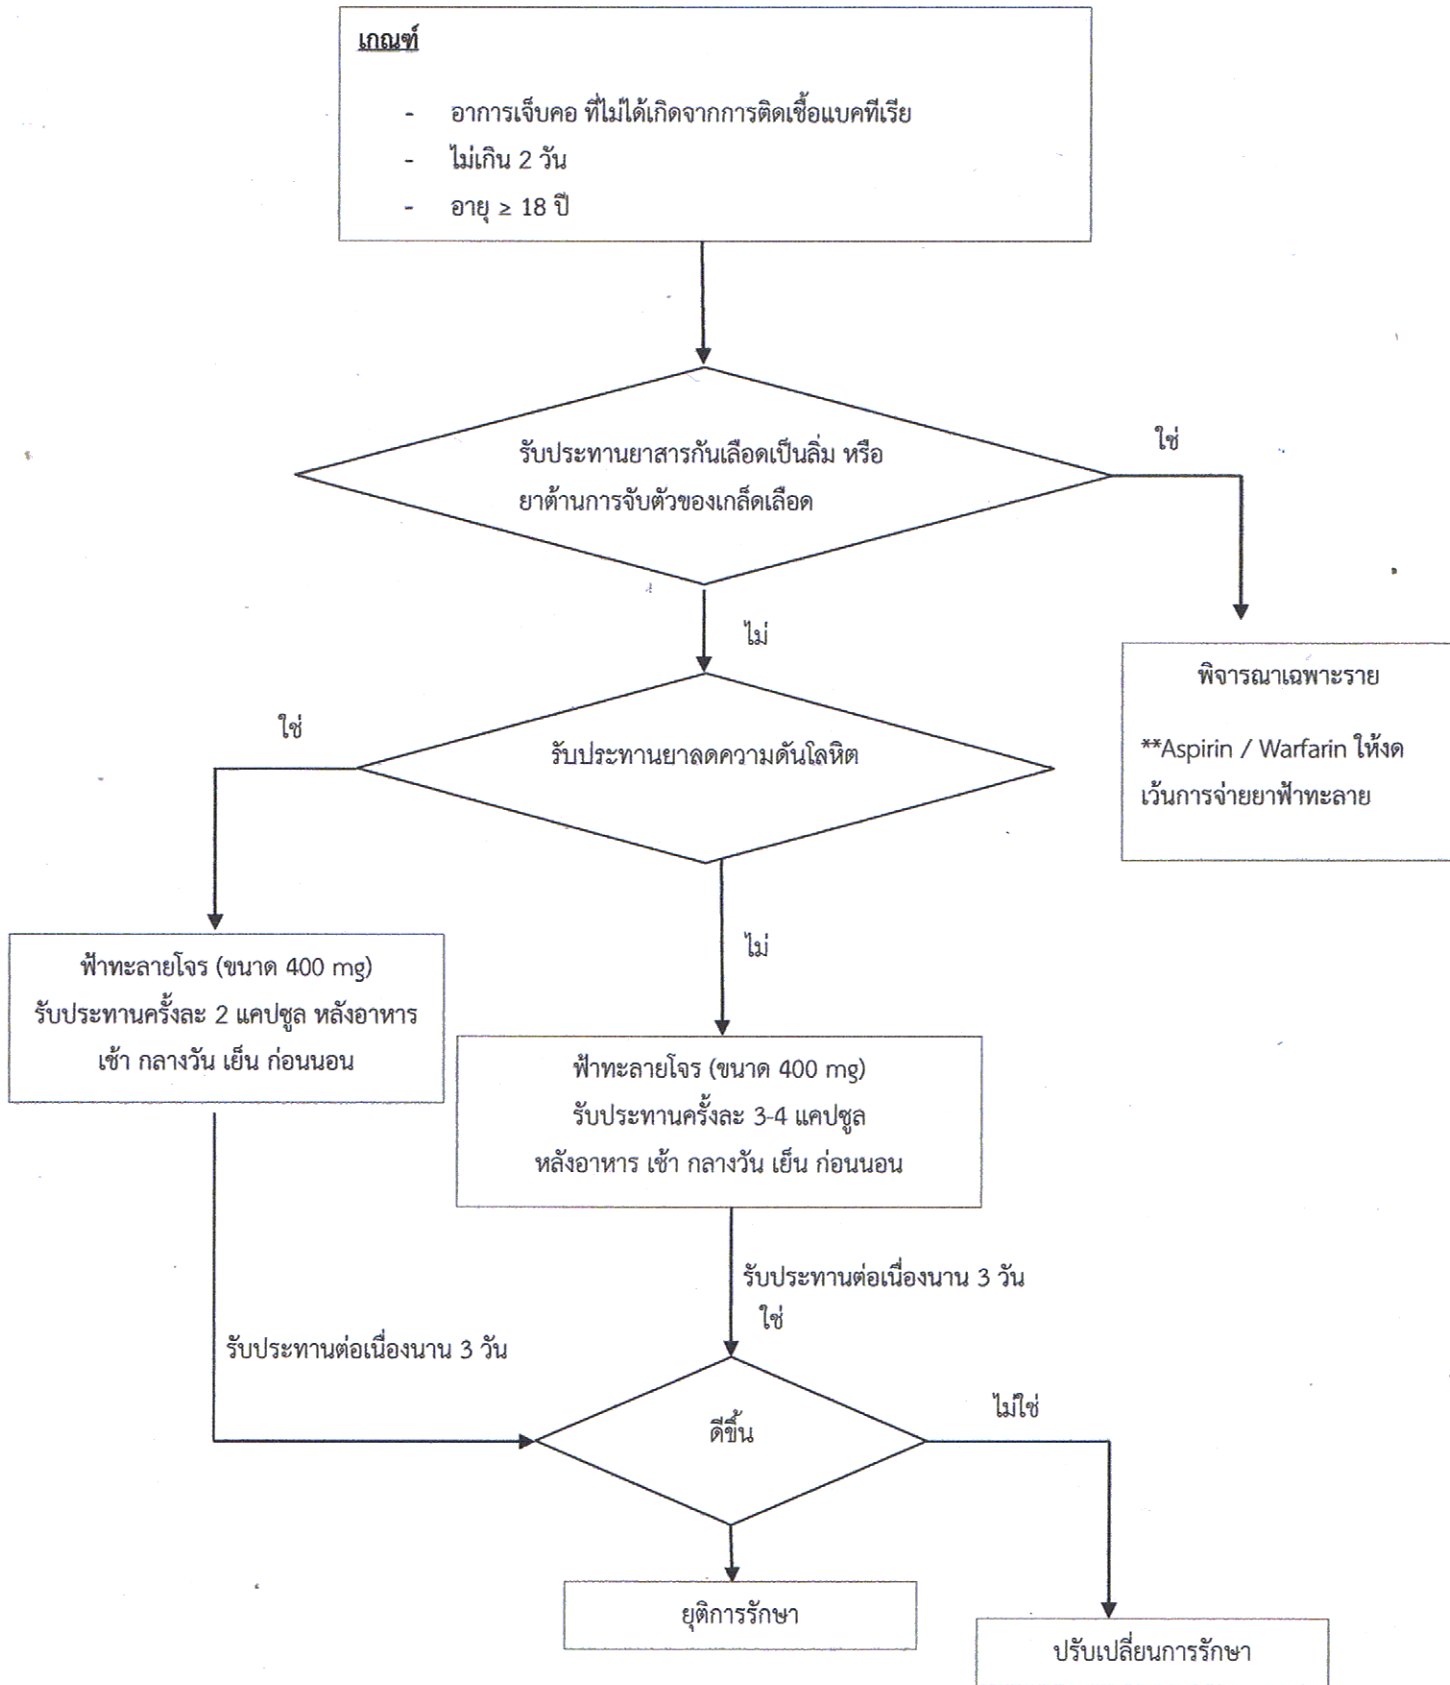 เกณฑ์
- อาการเจ็บคอ ที่ไม่ได้เกิดจากการติดเชื้อแบคทีเรีย
- ไม่เกิน 2 วัน
- อายุ ≥ 18 ปี
รับประทานยาสารกันเลือดเป็นลิ่ม หรือ
ยาต้านการจับตัวของเกล็ดเลือด
ใช่
ไม่
พิจารณาเฉพาะราย
**Aspirin / Warfarin ให้งด
เว้นการจ่ายยาฟ้าทะลาย
รับประทานยาลดความดันโลหิต
ใช่
ไม่
ฟ้าทะลายโจร (ขนาด 400 mg)
รับประทานครั้งละ 2 แคปซูล หลังอาหาร
เช้า กลางวัน เย็น ก่อนนอน
ฟ้าทะลายโจร (ขนาด 400 mg)
รับประทานครั้งละ 3-4 แคปซูล
หลังอาหาร เช้า กลางวัน เย็น ก่อนนอน
รับประทานต่อเนื่องนาน 3 วัน
ใช่
รับประทานต่อเนื่องนาน 3 วัน
ดีขึ้น
ไม่ใช่
ยุติการรักษา
ปรับเปลี่ยนการรักษา